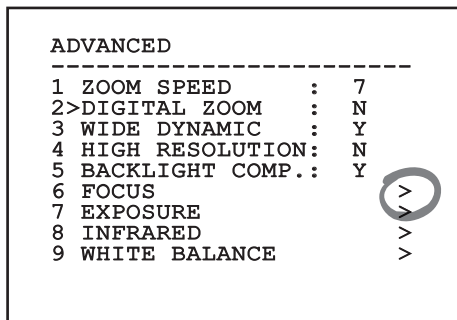 ADVANCED
-------------------------
1 ZOOM SPEED : 7
2>DIGITAL ZOOM : N
3 WIDE DYNAMIC : Y
4 HIGH RESOLUTION: N
5 BACKLIGHT COMP.: Y
6 FOCUS >
7 EXPOSURE >
8 INFRARED >
9 WHITE BALANCE >